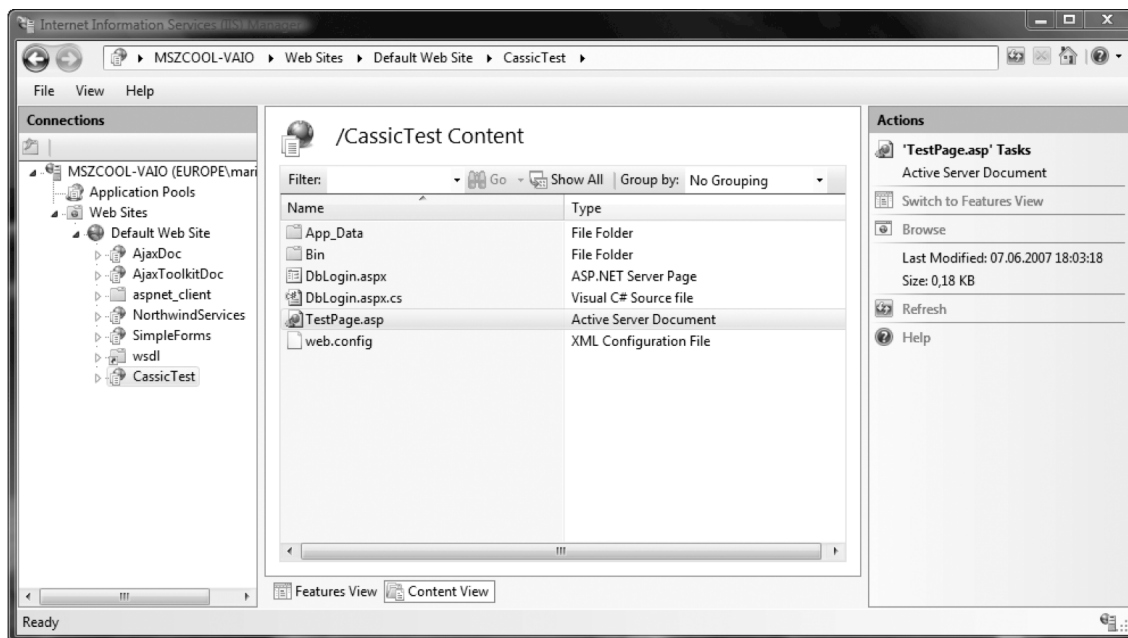 Internet Information Services (IIS) Manager
MSZCOOL-VAIO Web Sites Default Web Site CassicTest
File View Help
Connections
MSZCOOL-VAIO (EUROPE\mari
Application Pools
Web Sites
Default Web Site
AjaxDoc
AjaxToolkitDoc
aspnet_client
NorthwindServices
SimpleForms
wsdl
CassicTest
/CassicTest Content
Filter: Go Show All Group by: No Grouping
Name Type
App_Data File Folder
Bin File Folder
DbLogin.aspx ASP.NET Server Page
DbLogin.aspx.cs Visual C# Source file
TestPage.asp Active Server Document
web.config XML Configuration File
Features View Content View
Actions
'TestPage.asp' Tasks
Active Server Document
Switch to Features View
Browse
Last Modified: 07.06.2007 18:03:18
Size: 0,18 KB
Refresh
Help
Ready